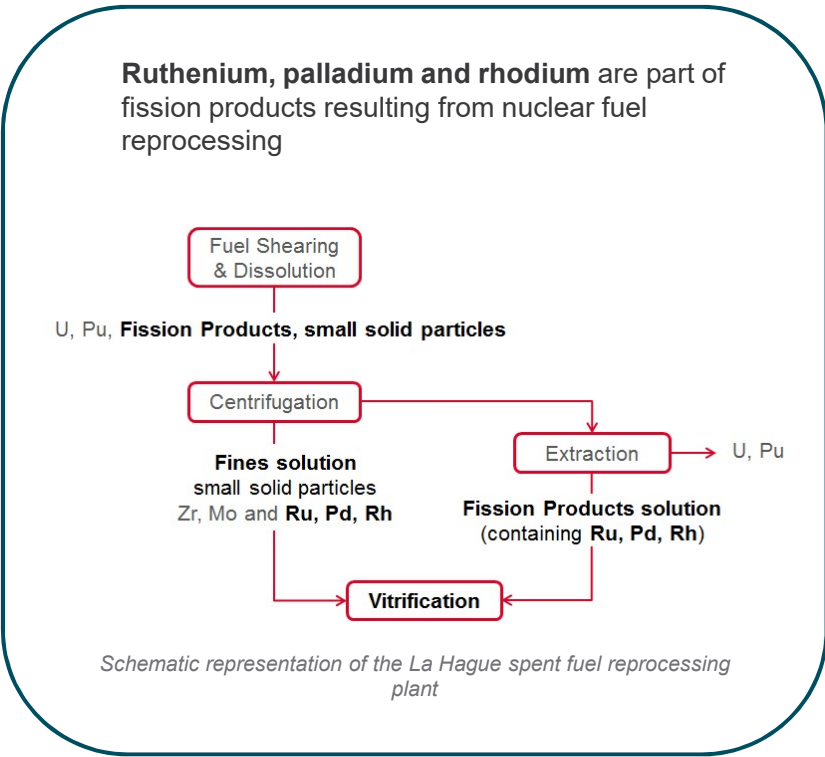 Ruthenium, palladium and rhodium are part of
fission products resulting from nuclear fuel
reprocessing
Fuel Shearing
& Dissolution
U, Pu, Fission Products, small solid particles
Centrifugation
Extraction
U, Pu
Fines solution
small solid particles
Zr, Mo and Ru, Pd, Rh
Fission Products solution
(containing Ru, Pd, Rh)
Vitrification
Schematic representation of the La Hague spent fuel reprocessing
plant